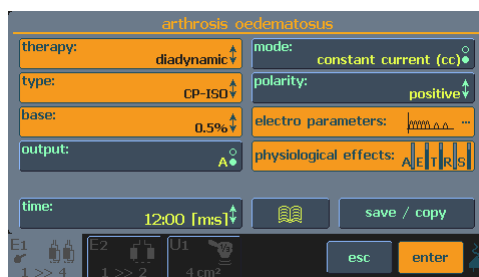 arthrosis oedematosus
therapy:
diadynamic
mode:
constant current (cc)
type:
CP-ISO
polarity:
positive
base:
0.5%
electro parameters: ...
output:
A
physiological effects: A E T R S
time:
12:00 [m:s]
save / copy
E1
1 >> 4
E2
1 >> 2
U1
4 cm²
esc
enter